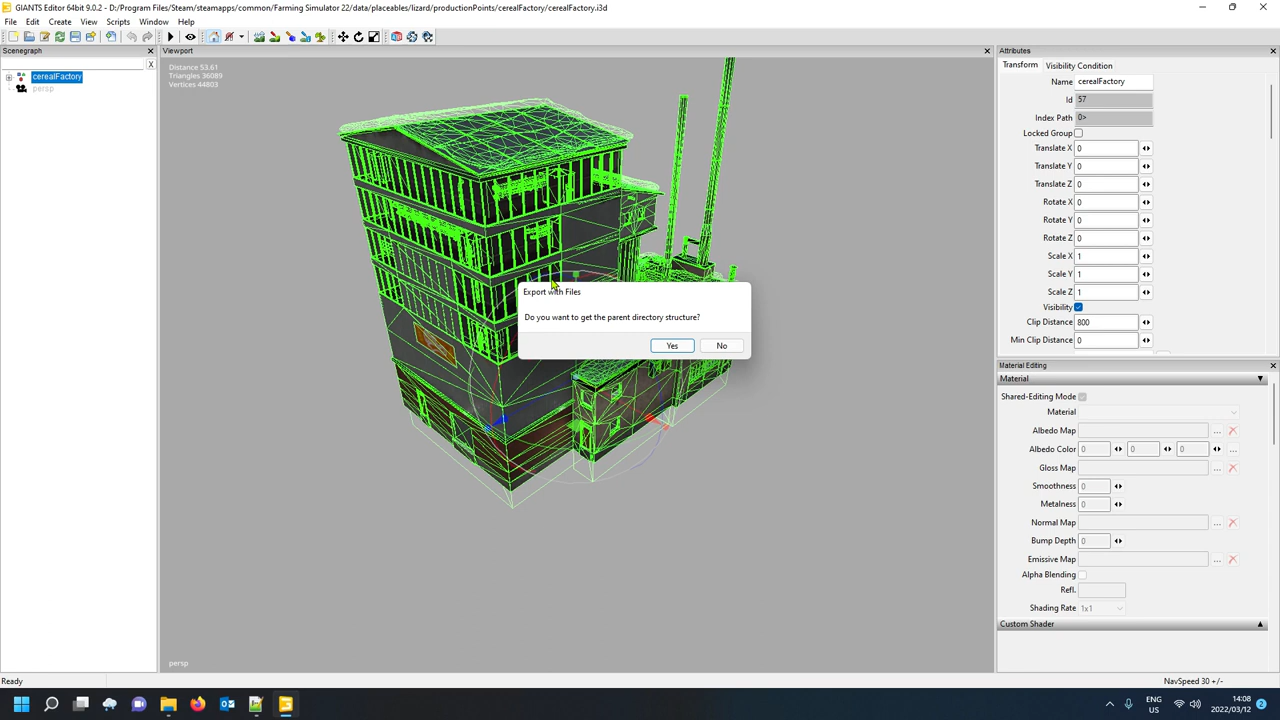 GIANTS Editor 64bit 9.0.2 - D:/Program Files/Steam/steamapps/common/Farming Simulator 22/data/placeables/lizard/productionPoints/cerealFactory/cerealFactory.i3d
File Edit Create View Scripts Window Help
Scenegraph
X
cerealFactory
persp
Viewport
Distance 53.61
Triangles 36089
Vertices 44803
Export with Files
Do you want to get the parent directory structure?
Yes No
persp
Attributes
Transform Visibility Condition
Name cerealFactory
Id 57
Index Path 0>
Locked Group
Translate X 0
Translate Y 0
Translate Z 0
Rotate X 0
Rotate Y 0
Rotate Z 0
Scale X 1
Scale Y 1
Scale Z 1
Visibility
Clip Distance 800
Min Clip Distance 0
Material Editing
Material
Shared-Editing Mode
Material
Albedo Map ...
Albedo Color 0 0 0 ...
Gloss Map ...
Smoothness 0
Metalness 0
Normal Map ...
Bump Depth 0
Emissive Map ...
Alpha Blending
Refl.
Shading Rate 1x1
Custom Shader
Ready
NavSpeed 30 +/-
ENG
US
14:08
2022/03/12
2